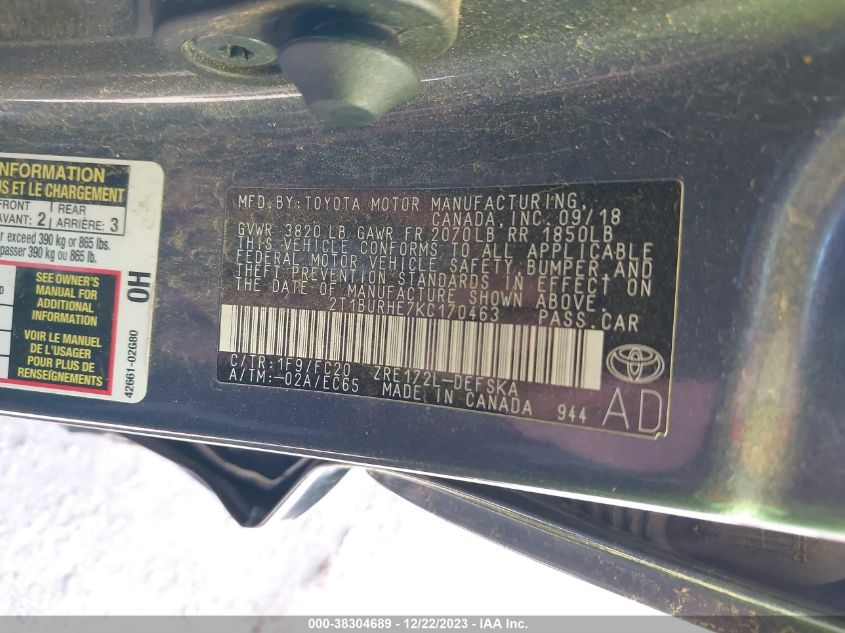 INFORMATION
US ET LE CHARGEMENT
FRONT
AVANT: 2
REAR
ARRIÈRE: 3
exceed 390 kg or 865 lbs.
passer 390 kg ou 865 lb.
SEE OWNER'S
MANUAL FOR
ADDITIONAL
INFORMATION
VOIR LE MANUEL
DE L'USAGER
POUR PLUS DE
RENSEIGNEMENTS
0H
42661-02G80
MFD.BY:TOYOTA MOTOR MANUFACTURING,
CANADA, INC. 09/18
GVWR 3820 LB GAWR FR 2070LB RR 1850LB
THIS VEHICLE CONFORMS TO ALL APPLICABLE
FEDERAL MOTOR VEHICLE SAFETY, BUMPER, AND
THEFT PREVENTION STANDARDS IN EFFECT ON
THE DATE OF MANUFACTURE SHOWN ABOVE.
2T1BURHE7KC170463 PASS.CAR
C/TR:1F9/FC20 ZRE172L-DEFSKA
A/TM:-02A/EC65 MADE IN CANADA 944
AD
TOYOTA
000-38304689 - 12/22/2023 - IAA Inc.